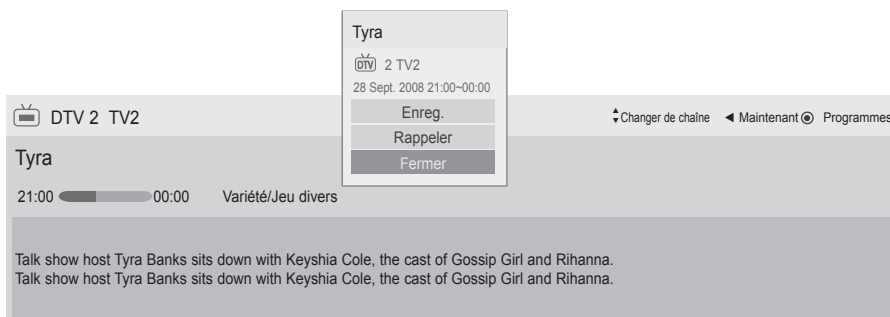 Tyra
DTV 2 TV2
28 Sept. 2008 21:00~00:00
Enreg.
Rappeler
Fermer
DTV 2 TV2
Changer de chaîne Maintenant Programmes
Tyra
21:00 00:00 Variété/Jeu divers
Talk show host Tyra Banks sits down with Keyshia Cole, the cast of Gossip Girl and Rihanna.
Talk show host Tyra Banks sits down with Keyshia Cole, the cast of Gossip Girl and Rihanna.